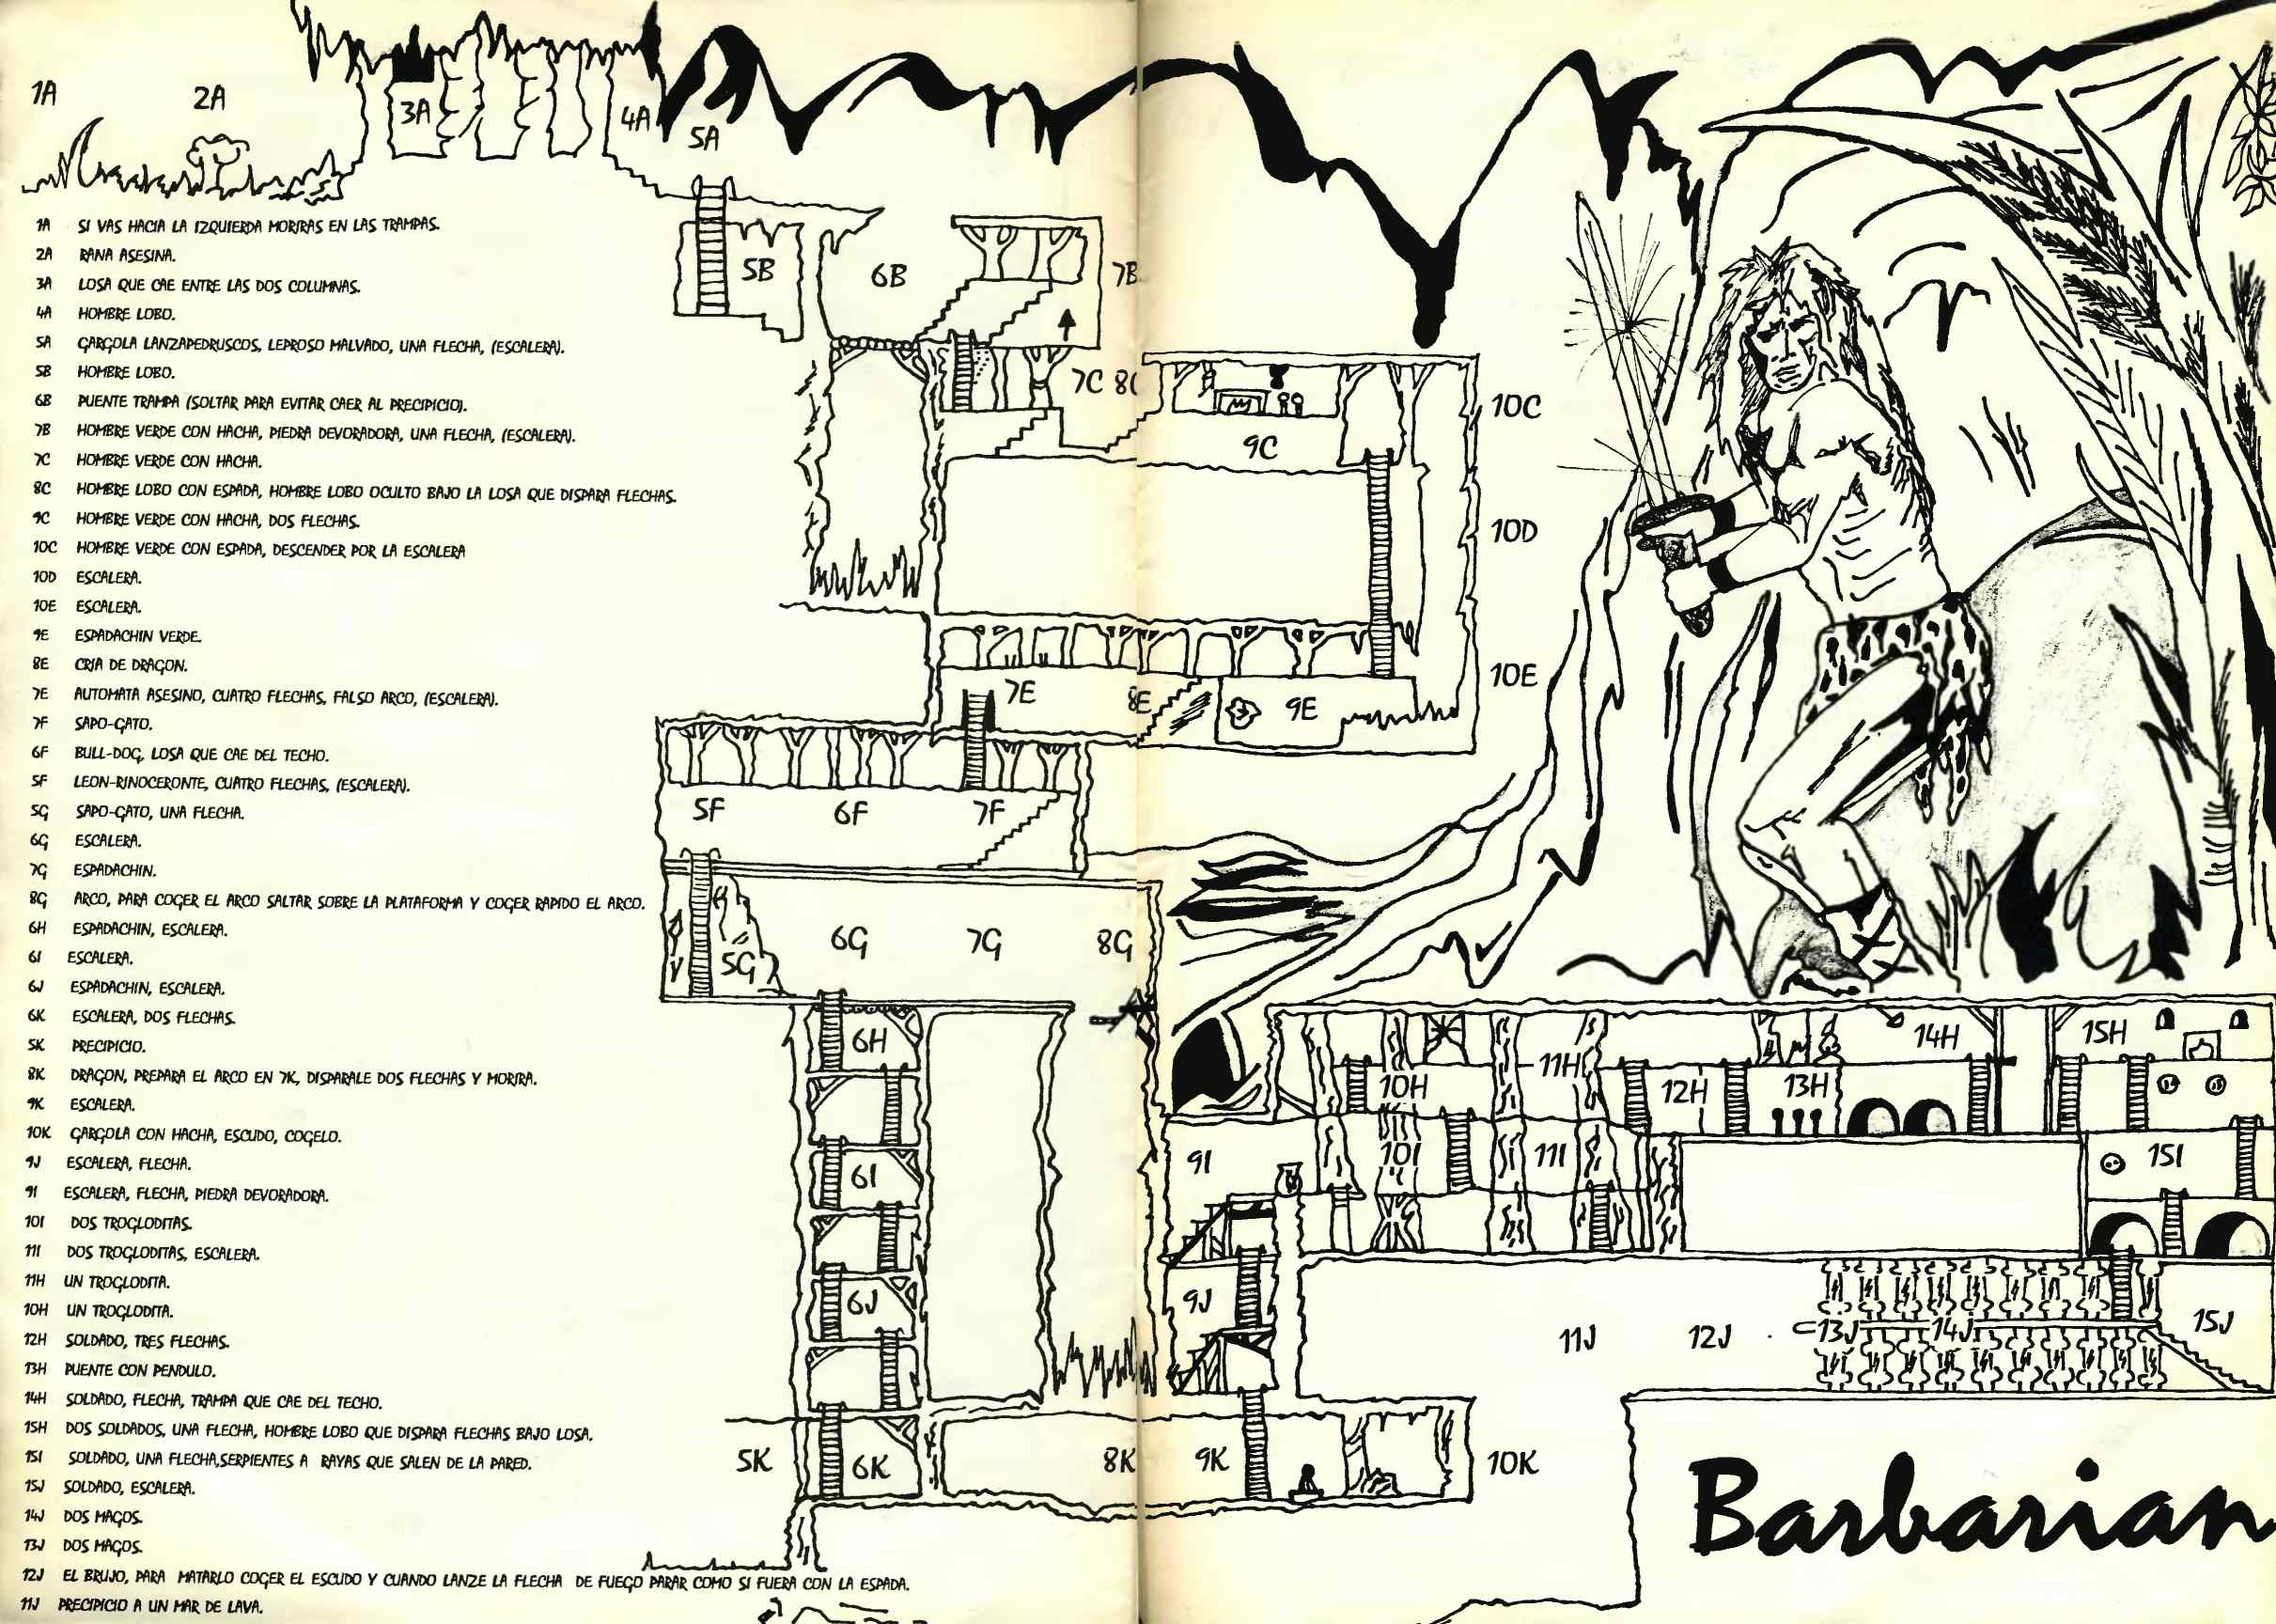 1A
2A
3A
4A
5A
1A SI VAS HACIA LA IZQUIERDA MORIRAS EN LAS TRAMPAS.
2A RANA ASESINA.
3A LOSA QUE CAE ENTRE LAS DOS COLUMNAS.
4A HOMBRE LOBO.
5A GARGOLA LANZAPEDRUSCOS, LEPROSO MALVADO, UNA FLECHA, (ESCALERA).
5B HOMBRE LOBO.
6B PUENTE TRAMPA (SOLTAR PARA EVITAR CAER AL PRECIPICIO).
7B HOMBRE VERDE CON HACHA, PIEDRA DEVORADORA, UNA FLECHA, (ESCALERA).
7C HOMBRE VERDE CON HACHA.
8C HOMBRE LOBO CON ESPADA, HOMBRE LOBO OCULTO BAJO LA LOSA QUE DISPARA FLECHAS.
9C HOMBRE VERDE CON HACHA, DOS FLECHAS.
10C HOMBRE VERDE CON ESPADA, DESCENDER POR LA ESCALERA
10D ESCALERA.
10E ESCALERA.
9E ESPADACHIN VERDE.
8E CRIA DE DRAGON.
7E AUTOMATA ASESINO, CUATRO FLECHAS, FALSO ARCO, (ESCALERA).
7F SAPO-GATO.
6F BULL-DOG, LOSA QUE CAE DEL TECHO.
5F LEON-RINOCERONTE, CUATRO FLECHAS, (ESCALERA).
5G SAPO-GATO, UNA FLECHA.
6G ESCALERA.
7G ESPADACHIN.
8G ARCO, PARA COGER EL ARCO SALTAR SOBRE LA PLATAFORMA Y COGER RAPIDO EL ARCO.
6H ESPADACHIN, ESCALERA.
6I ESCALERA.
6J ESPADACHIN, ESCALERA.
6K ESCALERA, DOS FLECHAS.
5K PRECIPICIO.
8K DRAGON, PREPARA EL ARCO EN 7K, DISPARALE DOS FLECHAS Y MORIRA.
9K ESCALERA.
10K GARGOLA CON HACHA, ESCUDO, COGELO.
9J ESCALERA, FLECHA.
9I ESCALERA, FLECHA, PIEDRA DEVORADORA.
10I DOS TROGLODITAS.
11I DOS TROGLODITAS, ESCALERA.
11H UN TROGLODITA.
10H UN TROGLODITA.
12H SOLDADO, TRES FLECHAS.
13H PUENTE CON PENDULO.
14H SOLDADO, FLECHA, TRAMPA QUE CAE DEL TECHO.
15H DOS SOLDADOS, UNA FLECHA, HOMBRE LOBO QUE DISPARA FLECHAS BAJO LOSA.
15I SOLDADO, UNA FLECHA,SERPIENTES A RAYAS QUE SALEN DE LA PARED.
15J SOLDADO, ESCALERA.
14J DOS MAGOS.
13J DOS MAGOS.
12J EL BRUJO, PARA MATARLO COGER EL ESCUDO Y CUANDO LANZE LA FLECHA DE FUEGO PARAR COMO SI FUERA CON LA ESPADA.
11J PRECIPICIO A UN MAR DE LAVA.
5B
6B
7B
7C
8C
9C
10C
10D
10E
7E
8E
9E
5F
6F
7F
5G
6G
7G
8G
6H
10H
11H
12H
13H
14H
15H
6I
9I
10I
11I
15I
6J
9J
11J
12J
13J
14J
15J
5K
6K
8K
9K
10K
Barbarian